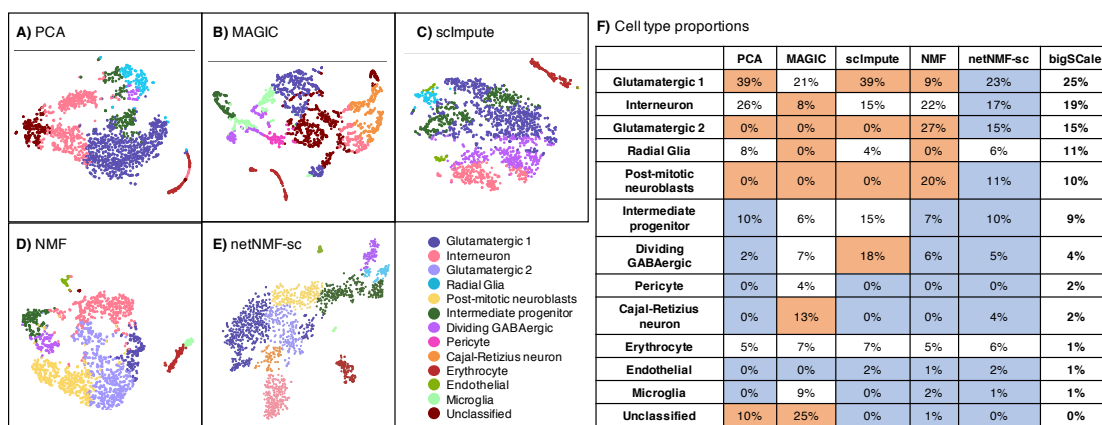 A) PCA
B) MAGIC
C) scImpute
D) NMF
E) netNMF-sc
Glutamatergic 1
Interneuron
Glutamatergic 2
Radial Glia
Post-mitotic neuroblasts
Intermediate progenitor
Dividing GABAergic
Pericyte
Cajal-Retizius neuron
Erythrocyte
Endothelial
Microglia
Unclassified
F) Cell type proportions
PCA MAGIC scImpute NMF netNMF-sc bigSCale
Glutamatergic 1 39% 21% 39% 9% 23% 25%
Interneuron 26% 8% 15% 22% 17% 19%
Glutamatergic 2 0% 0% 0% 27% 15% 15%
Radial Glia 8% 0% 4% 0% 6% 11%
Post-mitotic
neuroblasts 0% 0% 0% 20% 11% 10%
Intermediate
progenitor 10% 6% 15% 7% 10% 9%
Dividing
GABAergic 2% 7% 18% 6% 5% 4%
Pericyte 0% 4% 0% 0% 0% 2%
Cajal-Retizius
neuron 0% 13% 0% 0% 4% 2%
Erythrocyte 5% 7% 7% 5% 6% 1%
Endothelial 0% 0% 2% 1% 2% 1%
Microglia 0% 9% 0% 2% 1% 1%
Unclassified 10% 25% 0% 1% 0% 0%